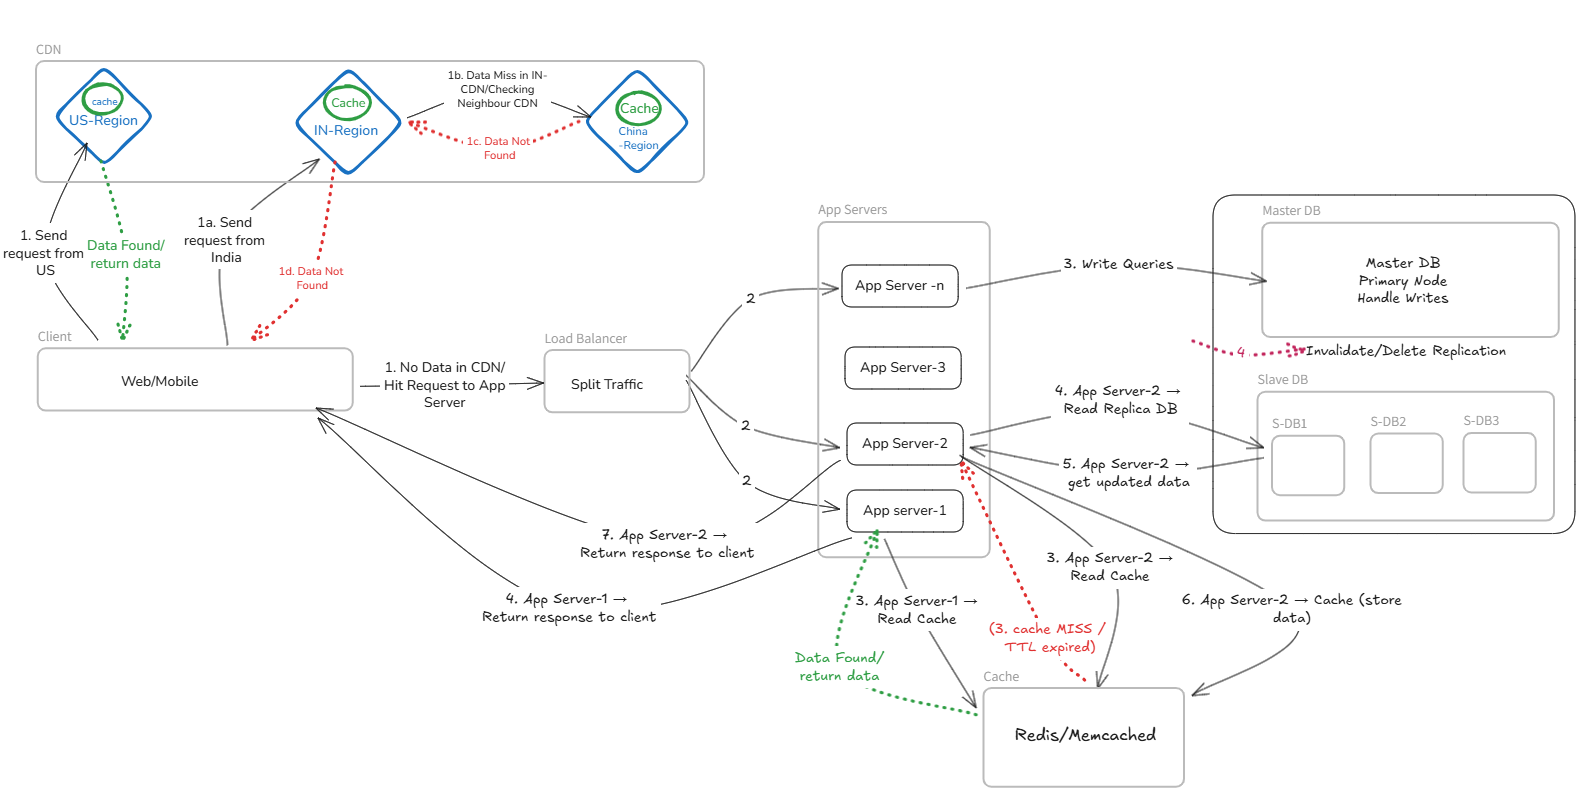 CDN
cache
US-Region
Cache
IN-Region
1b. Data Miss in IN-
CDN/Checking
Neighbour CDN
1c. Data Not
Found
Cache
China
-Region
1. Send
request from
US
Data Found/
return data
1a. Send
request from
India
1d. Data Not
Found
Client
Web/Mobile
1. No Data in CDN/
Hit Request to App
Server
Load Balancer
Split Traffic
2
2
2
App Servers
App Server -n
App Server-3
App Server-2
App server-1
3. Write Queries
Master DB
Master DB
Primary Node
Handle Writes
4
Invalidate/Delete Replication
Slave DB
S-DB1
S-DB2
S-DB3
4. App Server-2 →
Read Replica DB
5. App Server-2 →
get updated data
7. App Server-2 →
Return response to client
4. App Server-1 →
Return response to client
3. App Server-1 →
Read Cache
3. App Server-2 →
Read Cache
6. App Server-2 → Cache (store
data)
(3. cache MISS /
TTL expired)
Data Found/
return data
Cache
Redis/Memcached